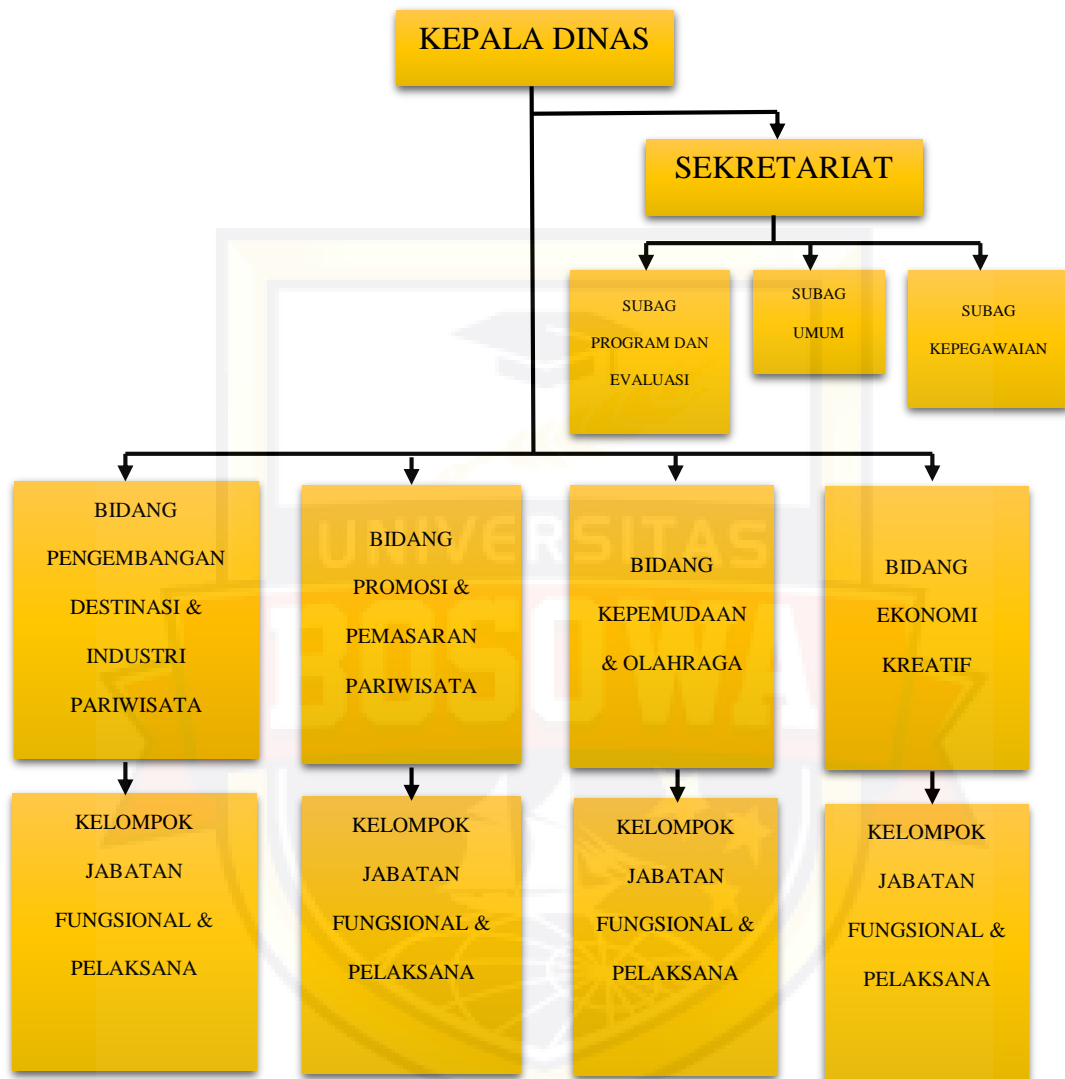 KEPALA DINAS
SEKRETARIAT
SUBAG
PROGRAM DAN
EVALUASI
SUBAG
UMUM
SUBAG
KEPEGAWAIAN
BIDANG
PENGEMBANGAN
DESTINASI &
INDUSTRI
PARIWISATA
BIDANG
PROMOSI &
PEMASARAN
PARIWISATA
BIDANG
KEPEMUDAAN
& OLAHRAGA
BIDANG
EKONOMI
KREATIF
KELOMPOK
JABATAN
FUNGSIONAL &
PELAKSANA
KELOMPOK
JABATAN
FUNGSIONAL &
PELAKSANA
KELOMPOK
JABATAN
FUNGSIONAL &
PELAKSANA
KELOMPOK
JABATAN
FUNGSIONAL &
PELAKSANA
UNIVERSITAS
BOSOWA